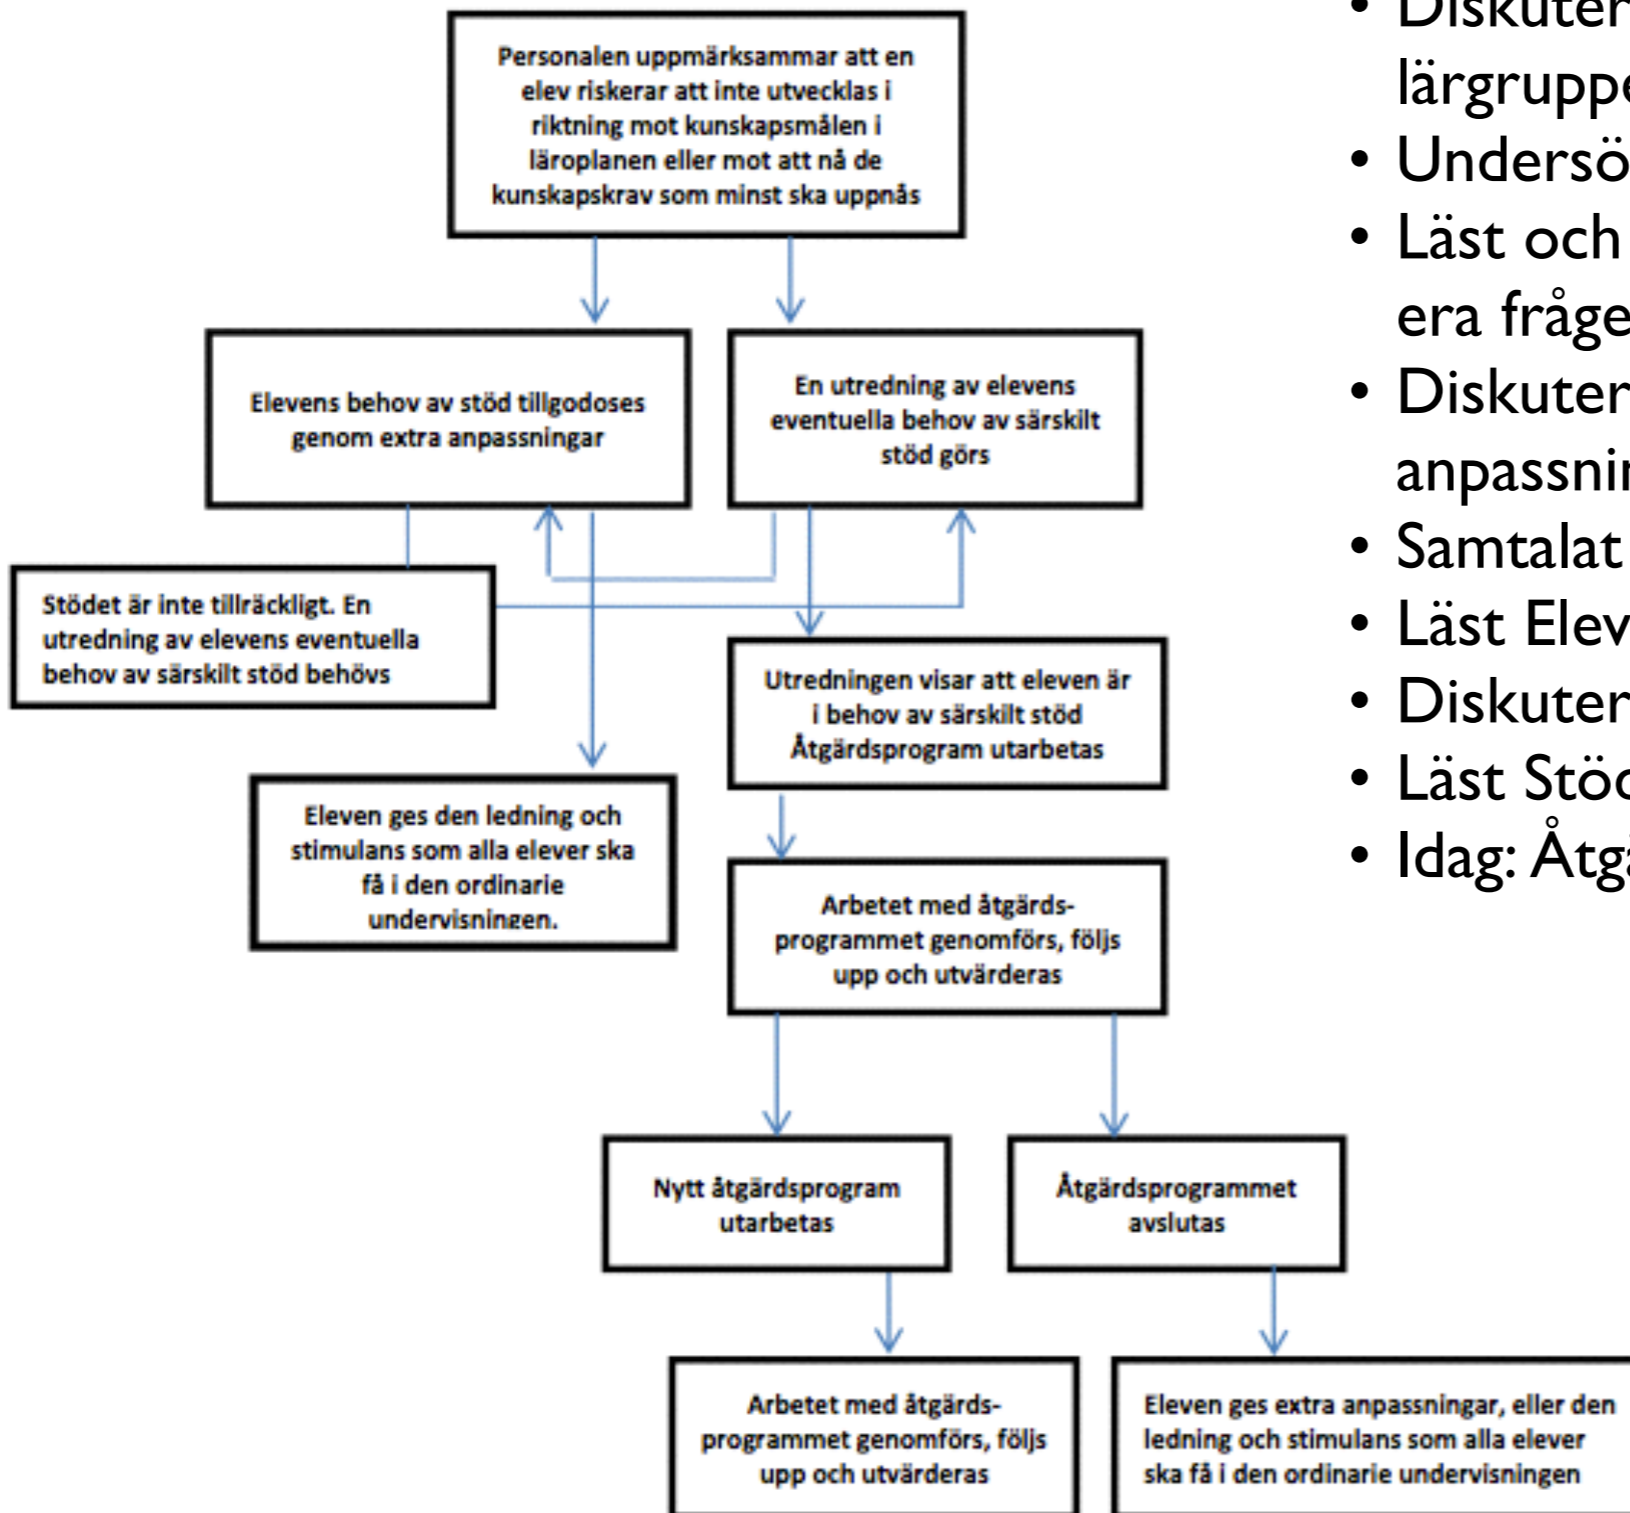 Personalen uppmärksammar att en
elev riskerar att inte utvecklas i
riktning mot kunskapsmålen i
läroplanen eller mot att nå de
kunskapskrav som minst ska uppnås
Elevens behov av stöd tillgodoses
genom extra anpassningar
En utredning av elevens
eventuella behov av särskilt
stöd görs
Stödet är inte tillräckligt. En
utredning av elevens eventuella
behov av särskilt stöd behövs
Utredningen visar att eleven är
i behov av särskilt stöd
Åtgärdsprogram utarbetas
Eleven ges den ledning och
stimulans som alla elever ska
få i den ordinarie
undervisningen.
Arbetet med åtgärds-
programmet genomförs, följs
upp och utvärderas
Nytt åtgärdsprogram
utarbetas
Åtgärdsprogrammet
avslutas
Arbetet med åtgärds-
programmet genomförs, följs
upp och utvärderas
Eleven ges extra anpassningar, eller den
ledning och stimulans som alla elever
ska få i den ordinarie undervisningen
• Diskuter
lärgruppe
• Undersö
• Läst och
era fråge
• Diskuter
anpassnin
• Samtalat
• Läst Elev
• Diskuter
• Läst Stöd
• Idag: Åtgä